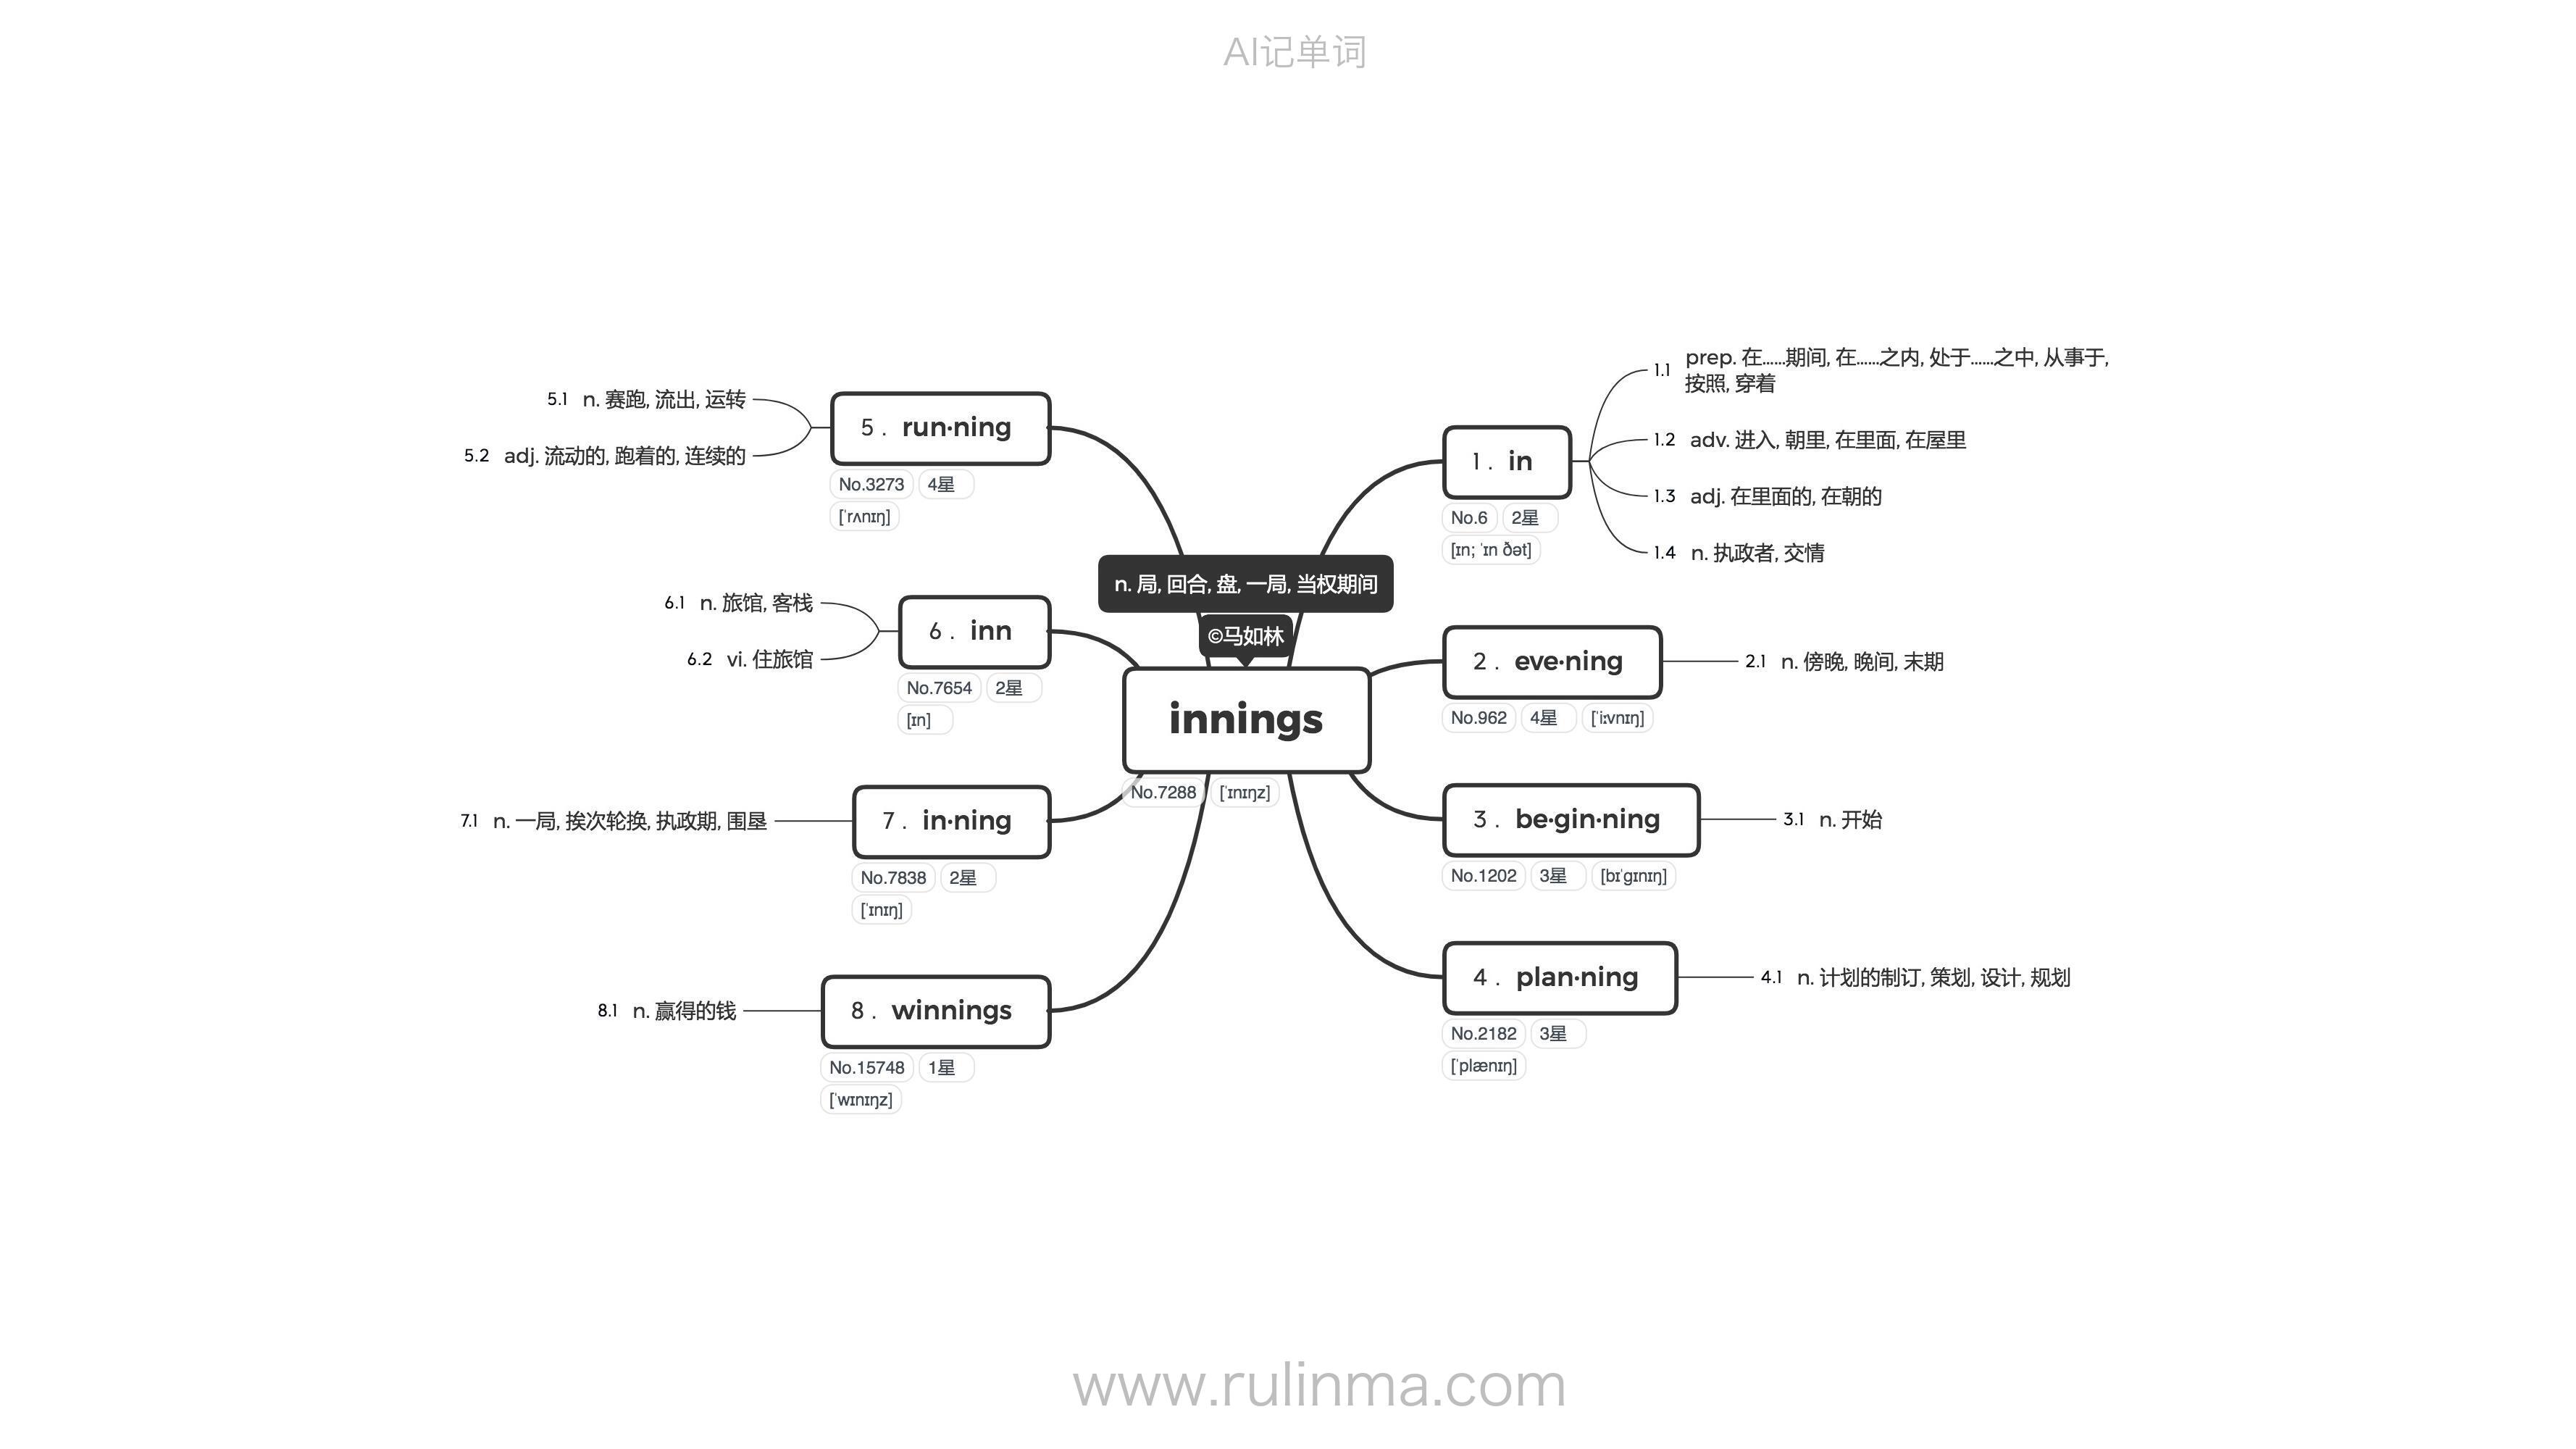 AI记单词
n. 局, 回合, 盘, 一局, 当权期间
©马如林
innings
No.7288 [ˈɪnɪŋz]
1 . in
No.6 2星
[ɪn; ˈɪn ðət]
1.1 prep. 在……期间, 在……之内, 处于……之中, 从事于,
按照, 穿着
1.2 adv. 进入, 朝里, 在里面, 在屋里
1.3 adj. 在里面的, 在朝的
1.4 n. 执政者, 交情
2 . eve·ning
No.962 4星 [ˈiːvnɪŋ]
2.1 n. 傍晚, 晚间, 末期
3 . be·gin·ning
No.1202 3星 [bɪˈgɪnɪŋ]
3.1 n. 开始
4 . plan·ning
No.2182 3星
[ˈplænɪŋ]
4.1 n. 计划的制订, 策划, 设计, 规划
5 . run·ning
No.3273 4星
[ˈrʌnɪŋ]
5.1 n. 赛跑, 流出, 运转
5.2 adj. 流动的, 跑着的, 连续的
6 . inn
No.7654 2星
[ɪn]
6.1 n. 旅馆, 客栈
6.2 vi. 住旅馆
7 . in·ning
No.7838 2星
[ˈɪnɪŋ]
7.1 n. 一局, 挨次轮换, 执政期, 围垦
8 . winnings
No.15748 1星
[ˈwɪnɪŋz]
8.1 n. 赢得的钱
www.rulinma.com